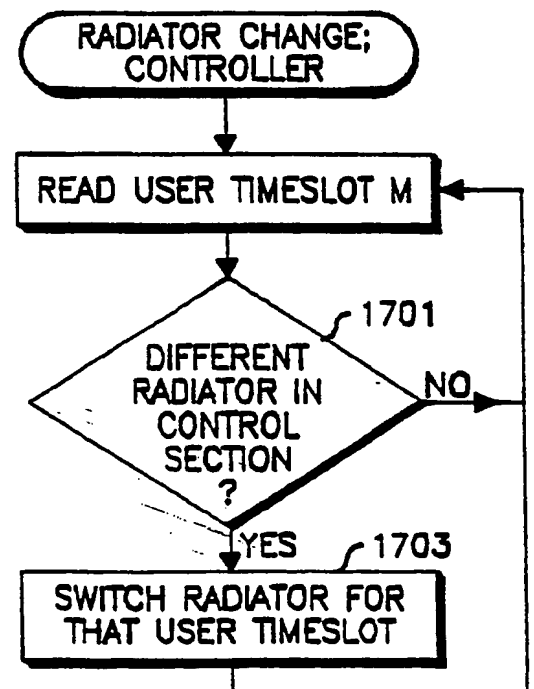 RADIATOR CHANGE;
CONTROLLER
READ USER TIMESLOT M
1701
DIFFERENT
RADIATOR IN
CONTROL
SECTION
?
NO
YES
1703
SWITCH RADIATOR FOR
THAT USER TIMESLOT